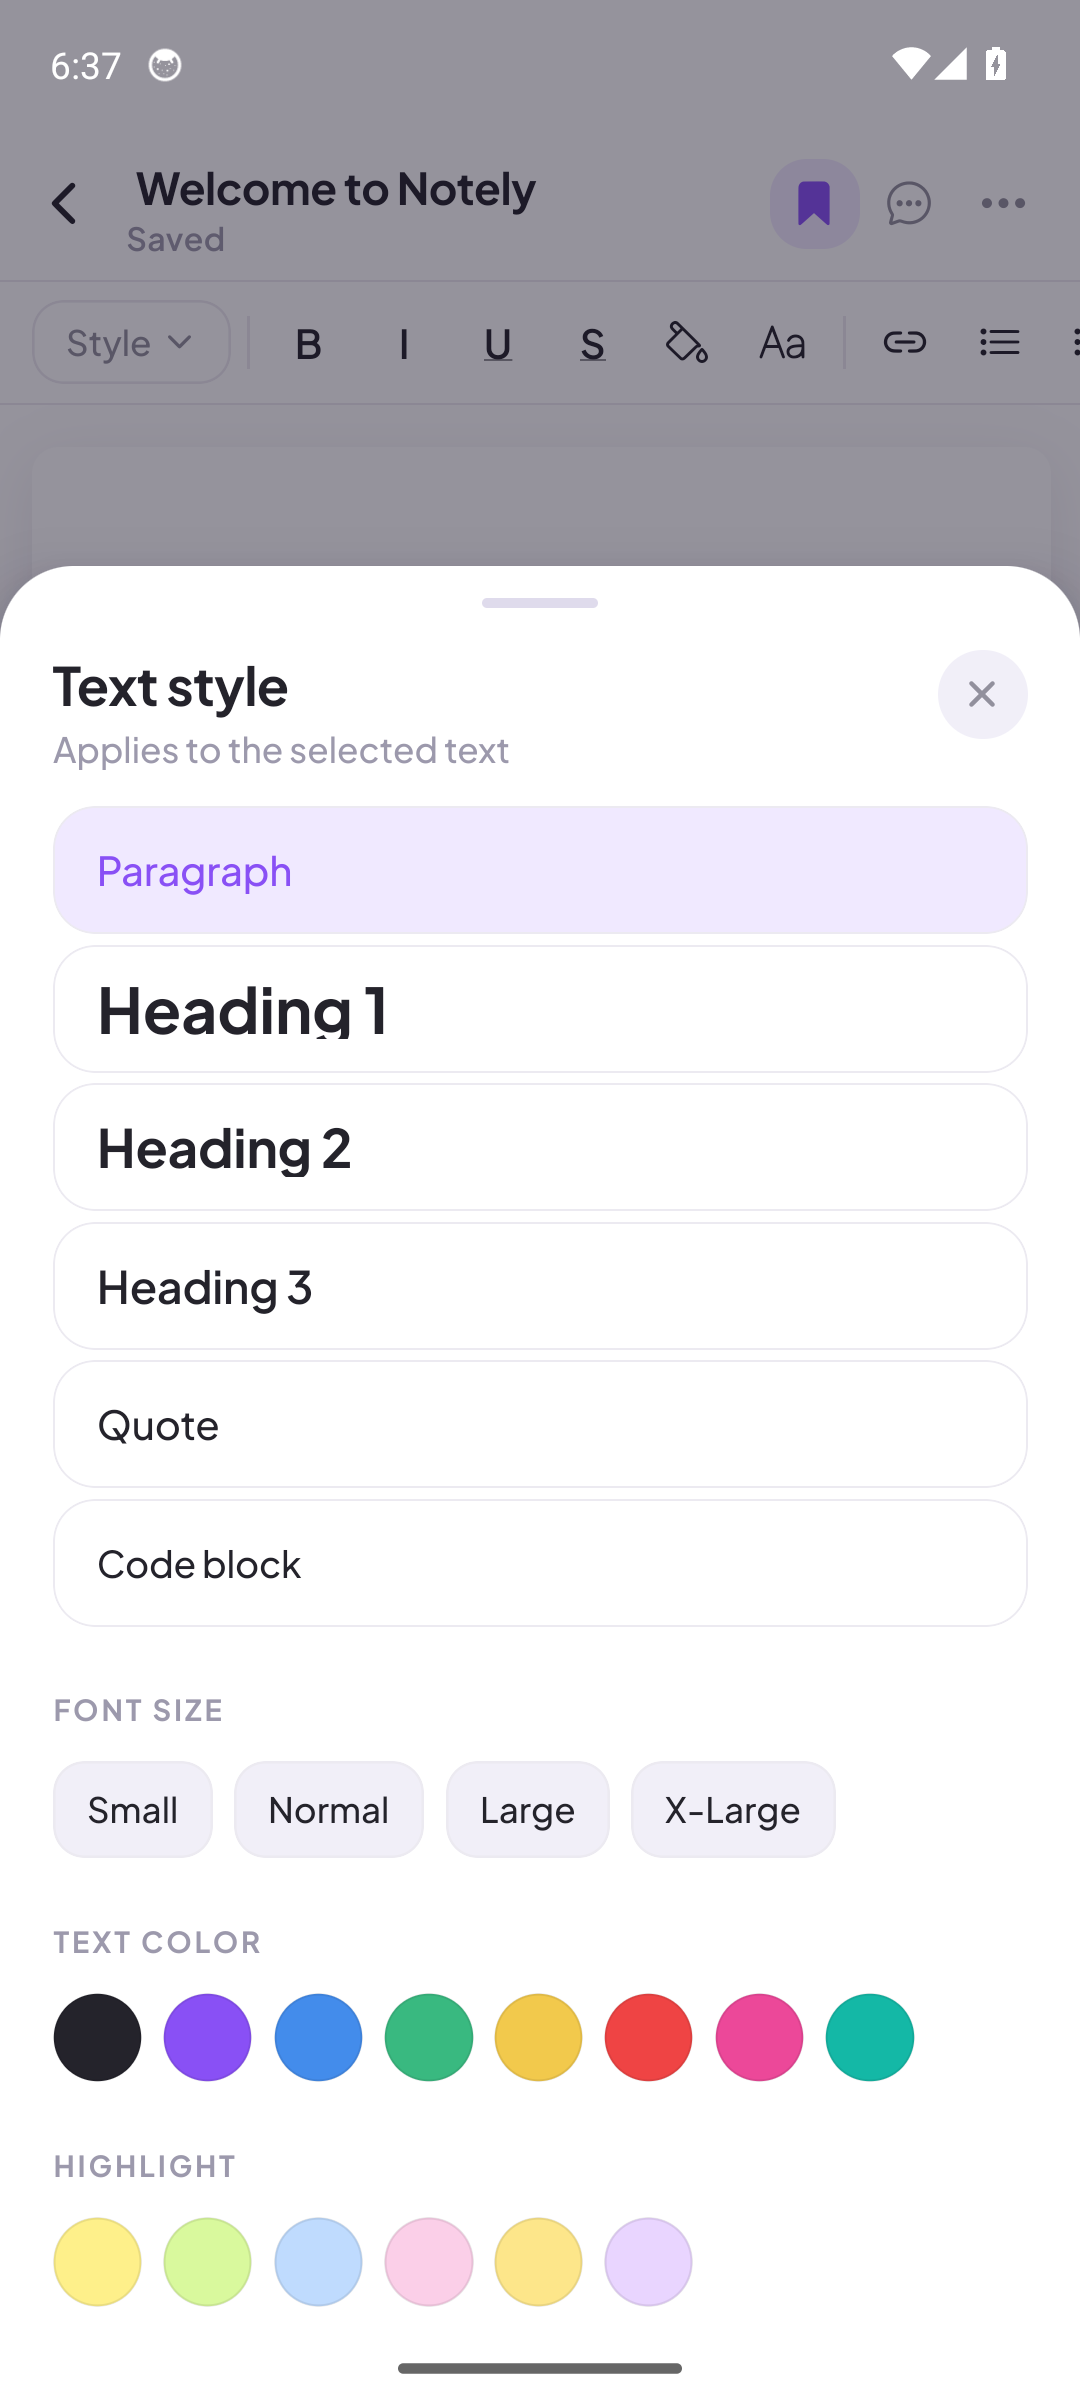 6:37
Welcome to Notely
Saved
Style
B I U S Aa
Text style
Applies to the selected text
Paragraph
Heading 1
Heading 2
Heading 3
Quote
Code block
FONT SIZE
Small Normal Large X-Large
TEXT COLOR
HIGHLIGHT